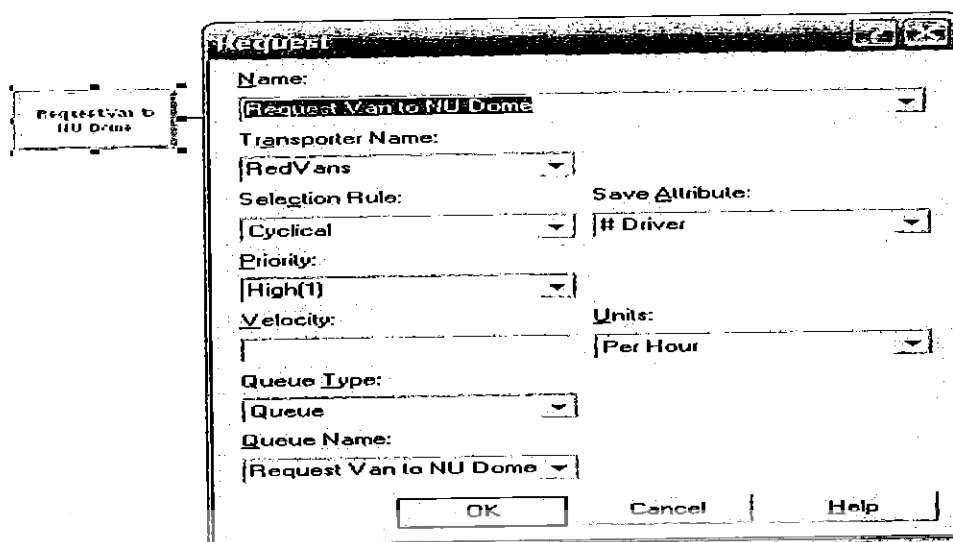 Request
Name:
Request Van to NU Dome
Request Van to
NU Dome
Transporter Name:
RedVans
Selection Rule:
Save Attribute:
Cyclical
# Driver
Priority:
High(1)
Velocity:
Units:
Per Hour
Queue Type:
Queue
Queue Name:
Request Van to NU Dome
OK
Cancel
Help